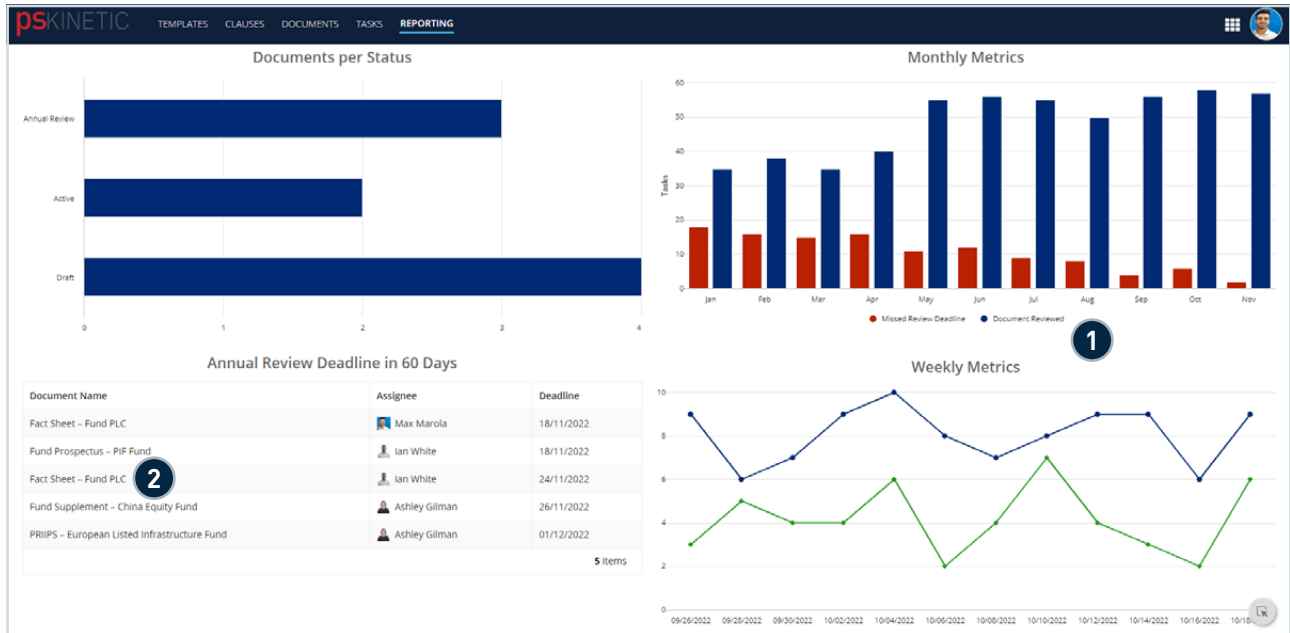 psKINETIC TEMPLATES CLAUSES DOCUMENTS TASKS REPORTING
Documents per Status
Annual Review
Active
Draft
0 1 2 3 4
Monthly Metrics
60
50
40
30
20
10
0
Tasks
Jan Feb Mar Apr May Jun Jul Aug Sep Oct Nov
Missed Review Deadline Document Reviewed
1
Annual Review Deadline in 60 Days
Document Name Assignee Deadline
Fact Sheet – Fund PLC Max Marola 18/11/2022
Fund Prospectus – PIF Fund Ian White 18/11/2022
Fact Sheet – Fund PLC 2 Ian White 24/11/2022
Fund Supplement – China Equity Fund Ashley Gilman 26/11/2022
PRIIPS – European Listed Infrastructure Fund Ashley Gilman 01/12/2022
5 items
Weekly Metrics
10
8
6
4
2
0
09/26/2022 09/28/2022 09/30/2022 10/02/2022 10/04/2022 10/06/2022 10/08/2022 10/10/2022 10/12/2022 10/14/2022 10/16/2022 10/18/